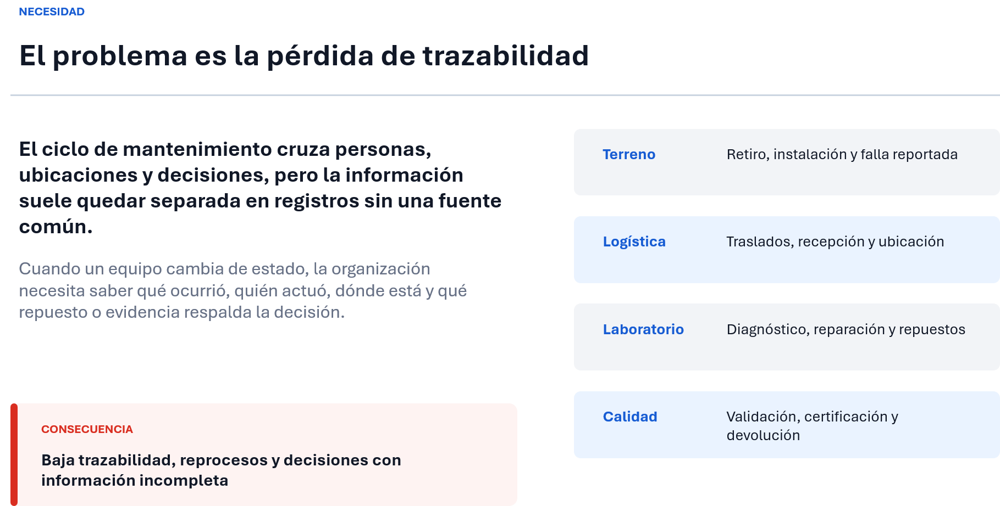 NECESIDAD
El problema es la pérdida de trazabilidad
El ciclo de mantenimiento cruza personas,
ubicaciones y decisiones, pero la información
suele quedar separada en registros sin una fuente
común.
Cuando un equipo cambia de estado, la organización
necesita saber qué ocurrió, quién actuó, dónde está y qué
repuesto o evidencia respalda la decisión.
CONSECUENCIA
Baja trazabilidad, reprocesos y decisiones con
información incompleta
Terreno
Retiro, instalación y falla reportada
Logística
Traslados, recepción y ubicación
Laboratorio
Diagnóstico, reparación y repuestos
Calidad
Validación, certificación y
devolución